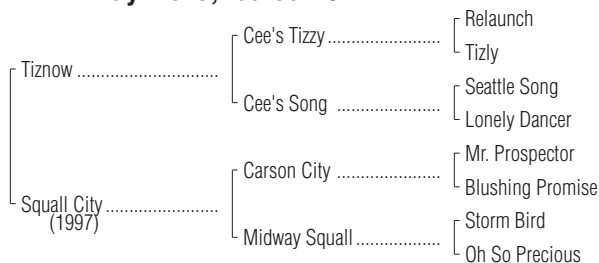 Relaunch
Cee's Tizzy ........................
Tizly
Tiznow ........................................
Seattle Song
Cee's Song .......................
Lonely Dancer
Mr. Prospector
Carson City .......................
Blushing Promise
Squall City ................................
(1997)
Storm Bird
Midway Squall ...................
Oh So Precious